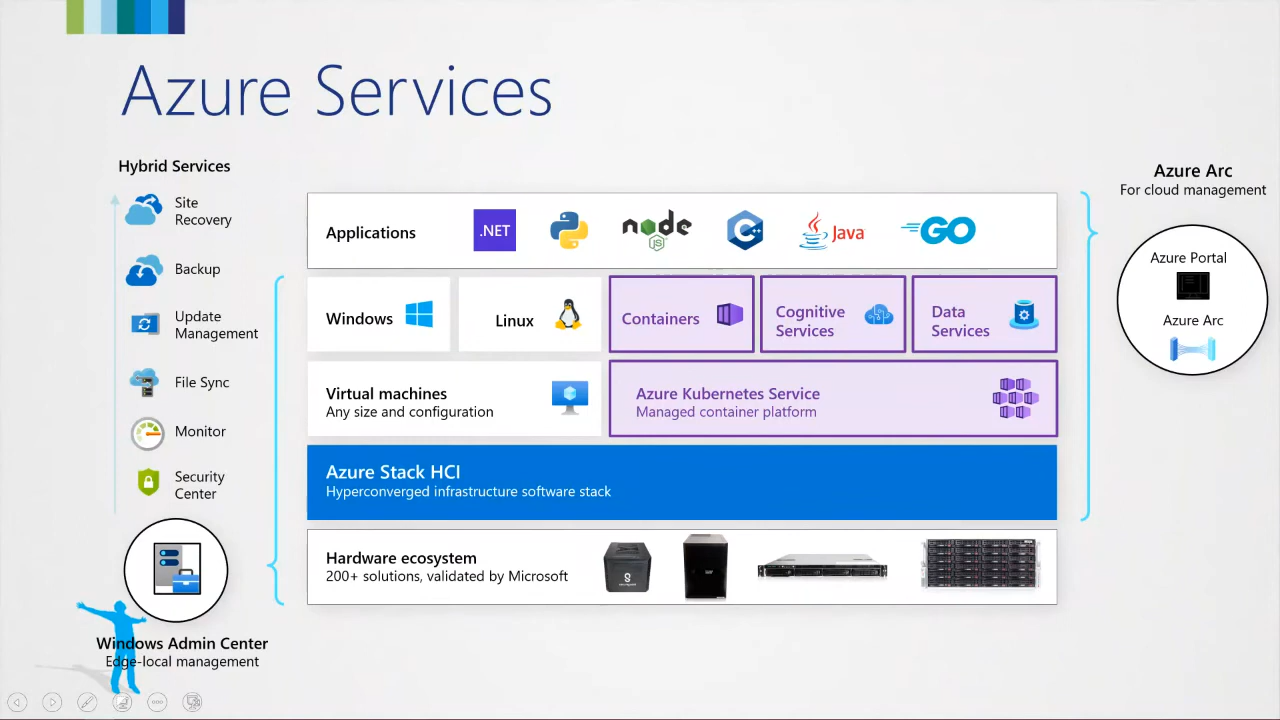 Azure Services
Hybrid Services
Site
Recovery
Backup
Update
Management
File Sync
Monitor
Security
Center
Windows Admin Center
Edge-local management
Applications
.NET
node
JS
C++
Java
GO
Windows
Linux
Containers
Cognitive
Services
Data
Services
Virtual machines
Any size and configuration
Azure Kubernetes Service
Managed container platform
Azure Stack HCI
Hyperconverged infrastructure software stack
Hardware ecosystem
200+ solutions, validated by Microsoft
Azure Arc
For cloud management
Azure Portal
Azure Arc